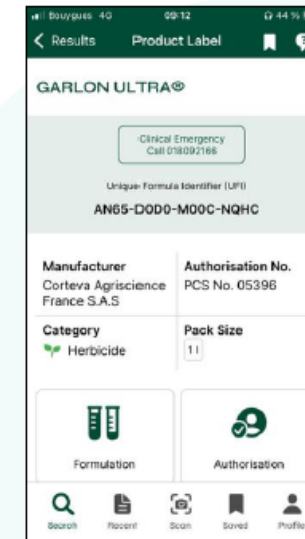 Bouygues 4G 09:12 44 %
Results Product Label
GARLON ULTRA®
Clinical Emergency
Call 018092166
Unique Formula Identifier (UFI)
AN65-D0D0-M00C-NQHC
Manufacturer
Corteva Agriscience
France S.A.S
Authorisation No.
PCS No. 05396
Category
Herbicide
Pack Size
1 l
Formulation
Authorisation
Search Recent Scan Saved Profile